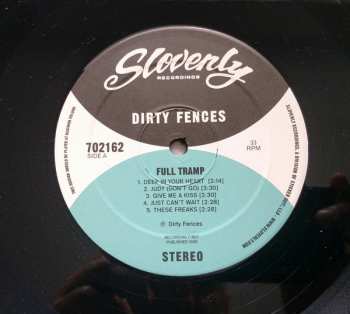 Slovenly
RECORDINGS
DIRTY FENCES
702162
SIDE A
33
RPM
FULL TRAMP
1. DEEP IN YOUR HEART [3:14]
2. JUDY (DON'T GO) [3:30]
3. GIVE ME A KISS [3:30]
4. JUST CAN'T WAIT [2:28]
5. THESE FREAKS [2:28]
℗ Dirty Fences
STEREO